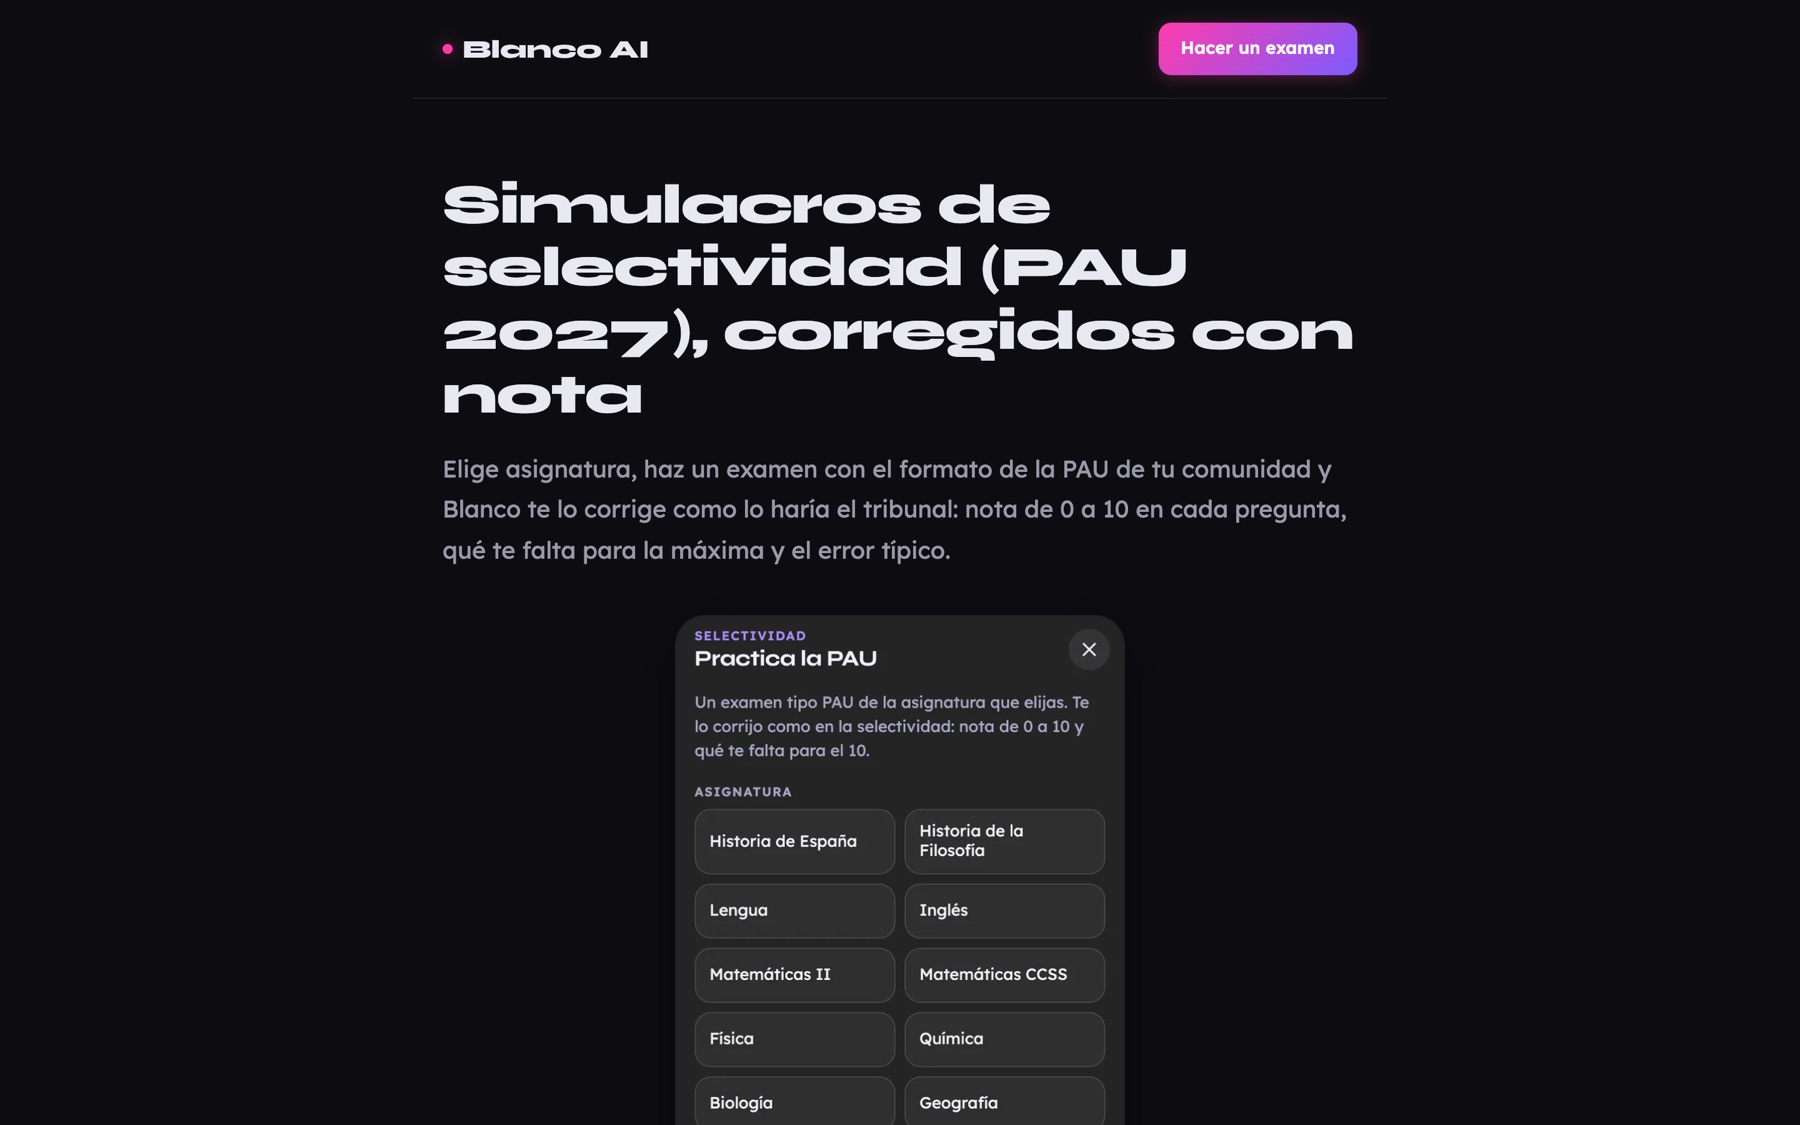 Blanco AI
Hacer un examen
Simulacros de
selectividad (PAU
2027), corregidos con
nota
Elige asignatura, haz un examen con el formato de la PAU de tu comunidad y
Blanco te lo corrige como lo haría el tribunal: nota de 0 a 10 en cada pregunta,
qué te falta para la máxima y el error típico.
SELECTIVIDAD
Practica la PAU
Un examen tipo PAU de la asignatura que elijas. Te
lo corrijo como en la selectividad: nota de 0 a 10 y
qué te falta para el 10.
ASIGNATURA
Historia de España
Historia de la
Filosofía
Lengua
Inglés
Matemáticas II
Matemáticas CCSS
Física
Química
Biología
Geografía